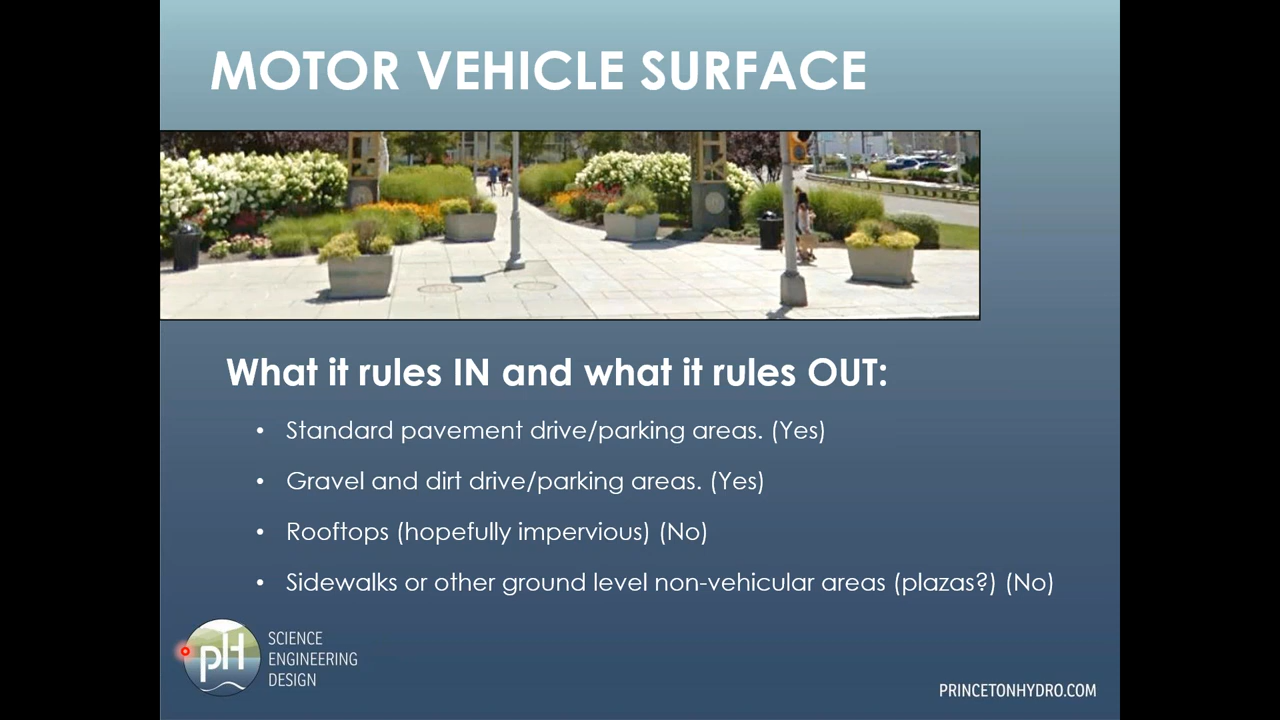 MOTOR VEHICLE SURFACE
What it rules IN and what it rules OUT:
• Standard pavement drive/parking areas. (Yes)
• Gravel and dirt drive/parking areas. (Yes)
• Rooftops (hopefully impervious) (No)
• Sidewalks or other ground level non-vehicular areas (plazas?) (No)
pH
SCIENCE
ENGINEERING
DESIGN
PRINCETONHYDRO.COM